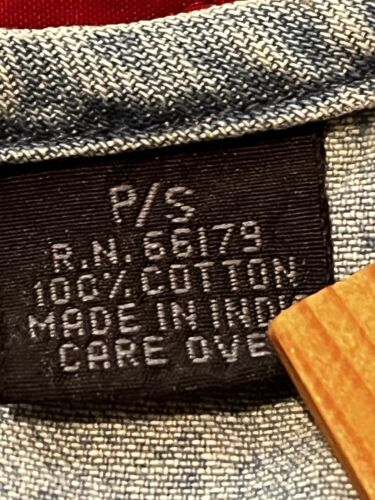 P/S
R.N. 66179
100% COTTON
MADE IN INDI
CARE OVE